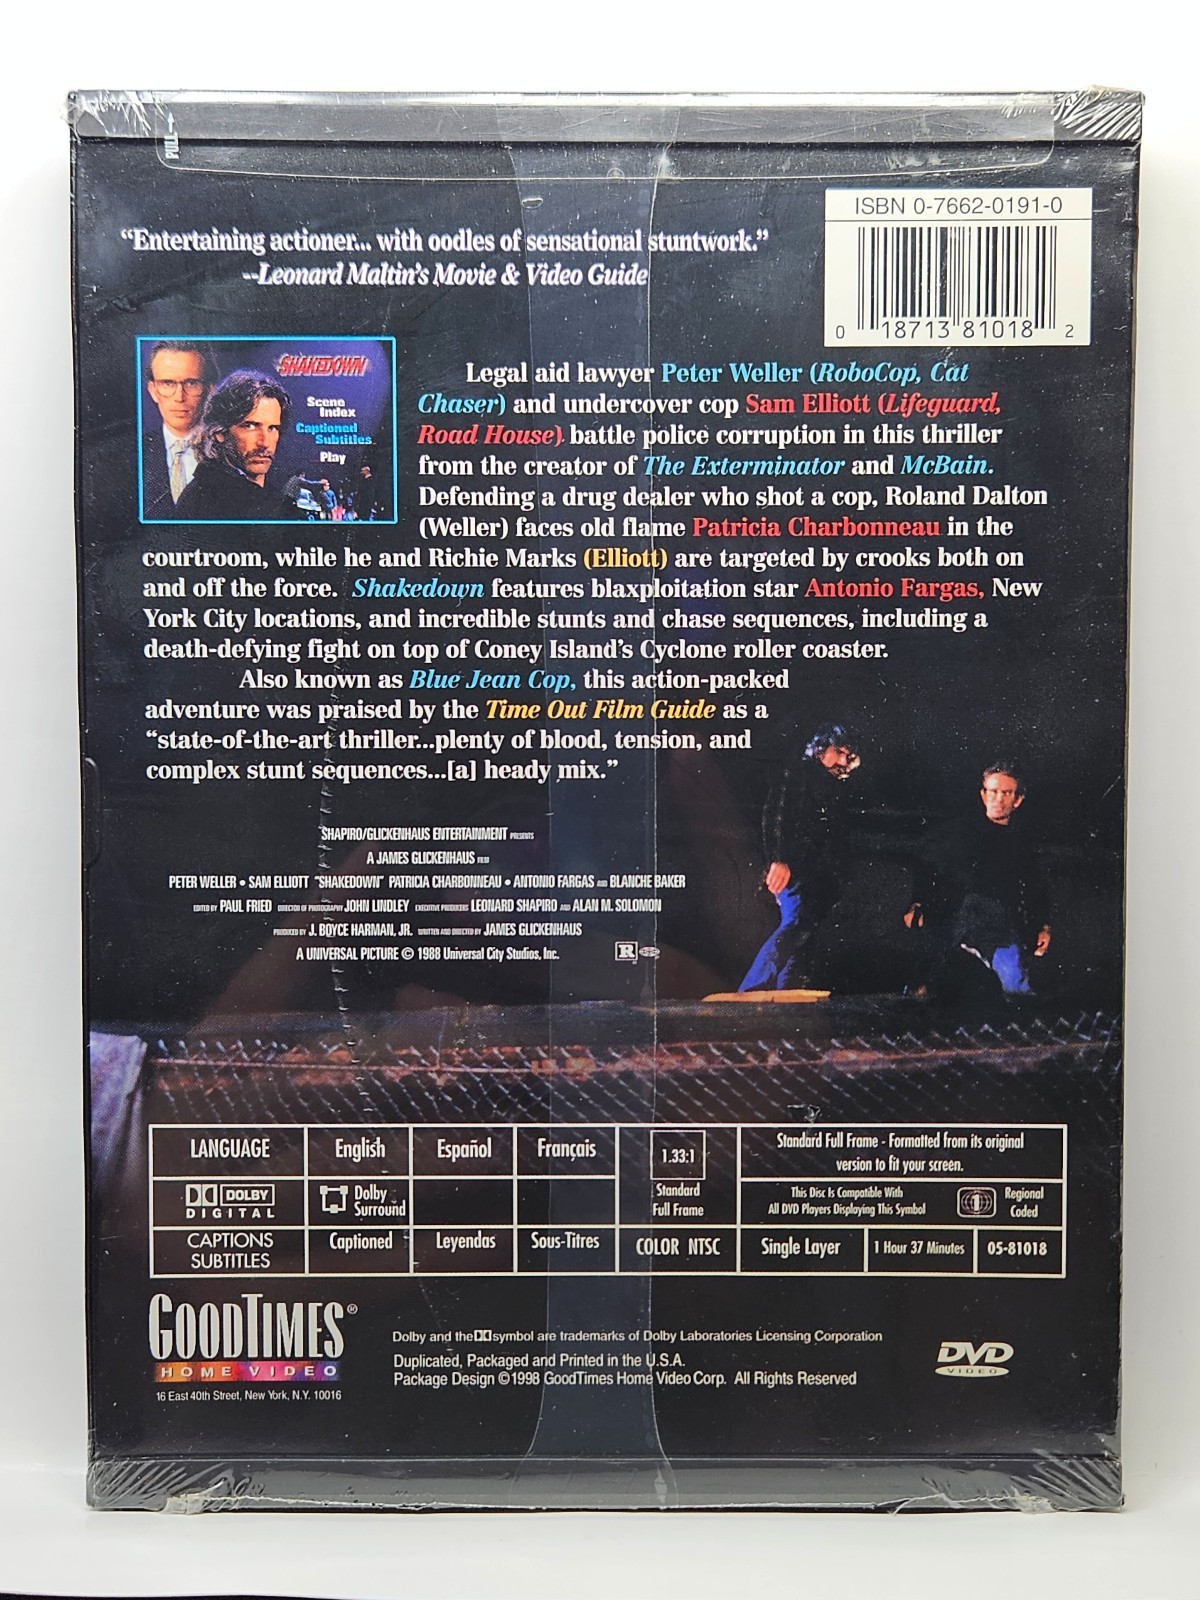 PULL→
ISBN 0-7662-0191-0
0 18713 81018 2
“Entertaining actioner... with oodles of sensational stuntwork.”
--Leonard Maltin's Movie & Video Guide
SHAKEDOWN
Scene
Index
Captioned
Subtitles
Play
Legal aid lawyer Peter Weller (RoboCop, Cat
Chaser) and undercover cop Sam Elliott (Lifeguard,
Road House) battle police corruption in this thriller
from the creator of The Exterminator and McBain.
Defending a drug dealer who shot a cop, Roland Dalton
(Weller) faces old flame Patricia Charbonneau in the
courtroom, while he and Richie Marks (Elliott) are targeted by crooks both on
and off the force. Shakedown features blaxploitation star Antonio Fargas, New
York City locations, and incredible stunts and chase sequences, including a
death-defying fight on top of Coney Island's Cyclone roller coaster.
Also known as Blue Jean Cop, this action-packed
adventure was praised by the Time Out Film Guide as a
“state-of-the-art thriller...plenty of blood, tension, and
complex stunt sequences...[a] heady mix.”
SHAPIRO/GLICKENHAUS ENTERTAINMENT PRESENTS
A JAMES GLICKENHAUS FILM
PETER WELLER • SAM ELLIOTT "SHAKEDOWN" PATRICIA CHARBONNEAU • ANTONIO FARGAS AND BLANCHE BAKER
EDITED BY PAUL FRIED DIRECTOR OF PHOTOGRAPHY JOHN LINDLEY EXECUTIVE PRODUCERS LEONARD SHAPIRO AND ALAN M. SOLOMON
PRODUCED BY J. BOYCE HARMAN, JR. WRITTEN AND DIRECTED BY JAMES GLICKENHAUS
A UNIVERSAL PICTURE © 1988 Universal City Studios, Inc. R
LANGUAGE English Español Français
DOLBY DIGITAL Dolby Surround
CAPTIONS SUBTITLES Captioned Leyendas Sous-Titres
1.33:1
Standard
Full Frame
COLOR NTSC
Standard Full Frame - Formatted from its original
version to fit your screen.
This Disc Is Compatible With
All DVD Players Displaying This Symbol
1
Regional
Coded
Single Layer 1 Hour 37 Minutes 05-81018
GOODTIMES®
HOME VIDEO
16 East 40th Street, New York, N.Y. 10016
Dolby and the symbol are trademarks of Dolby Laboratories Licensing Corporation
Duplicated, Packaged and Printed in the U.S.A.
Package Design ©1998 GoodTimes Home Video Corp. All Rights Reserved
DVD
VIDEO